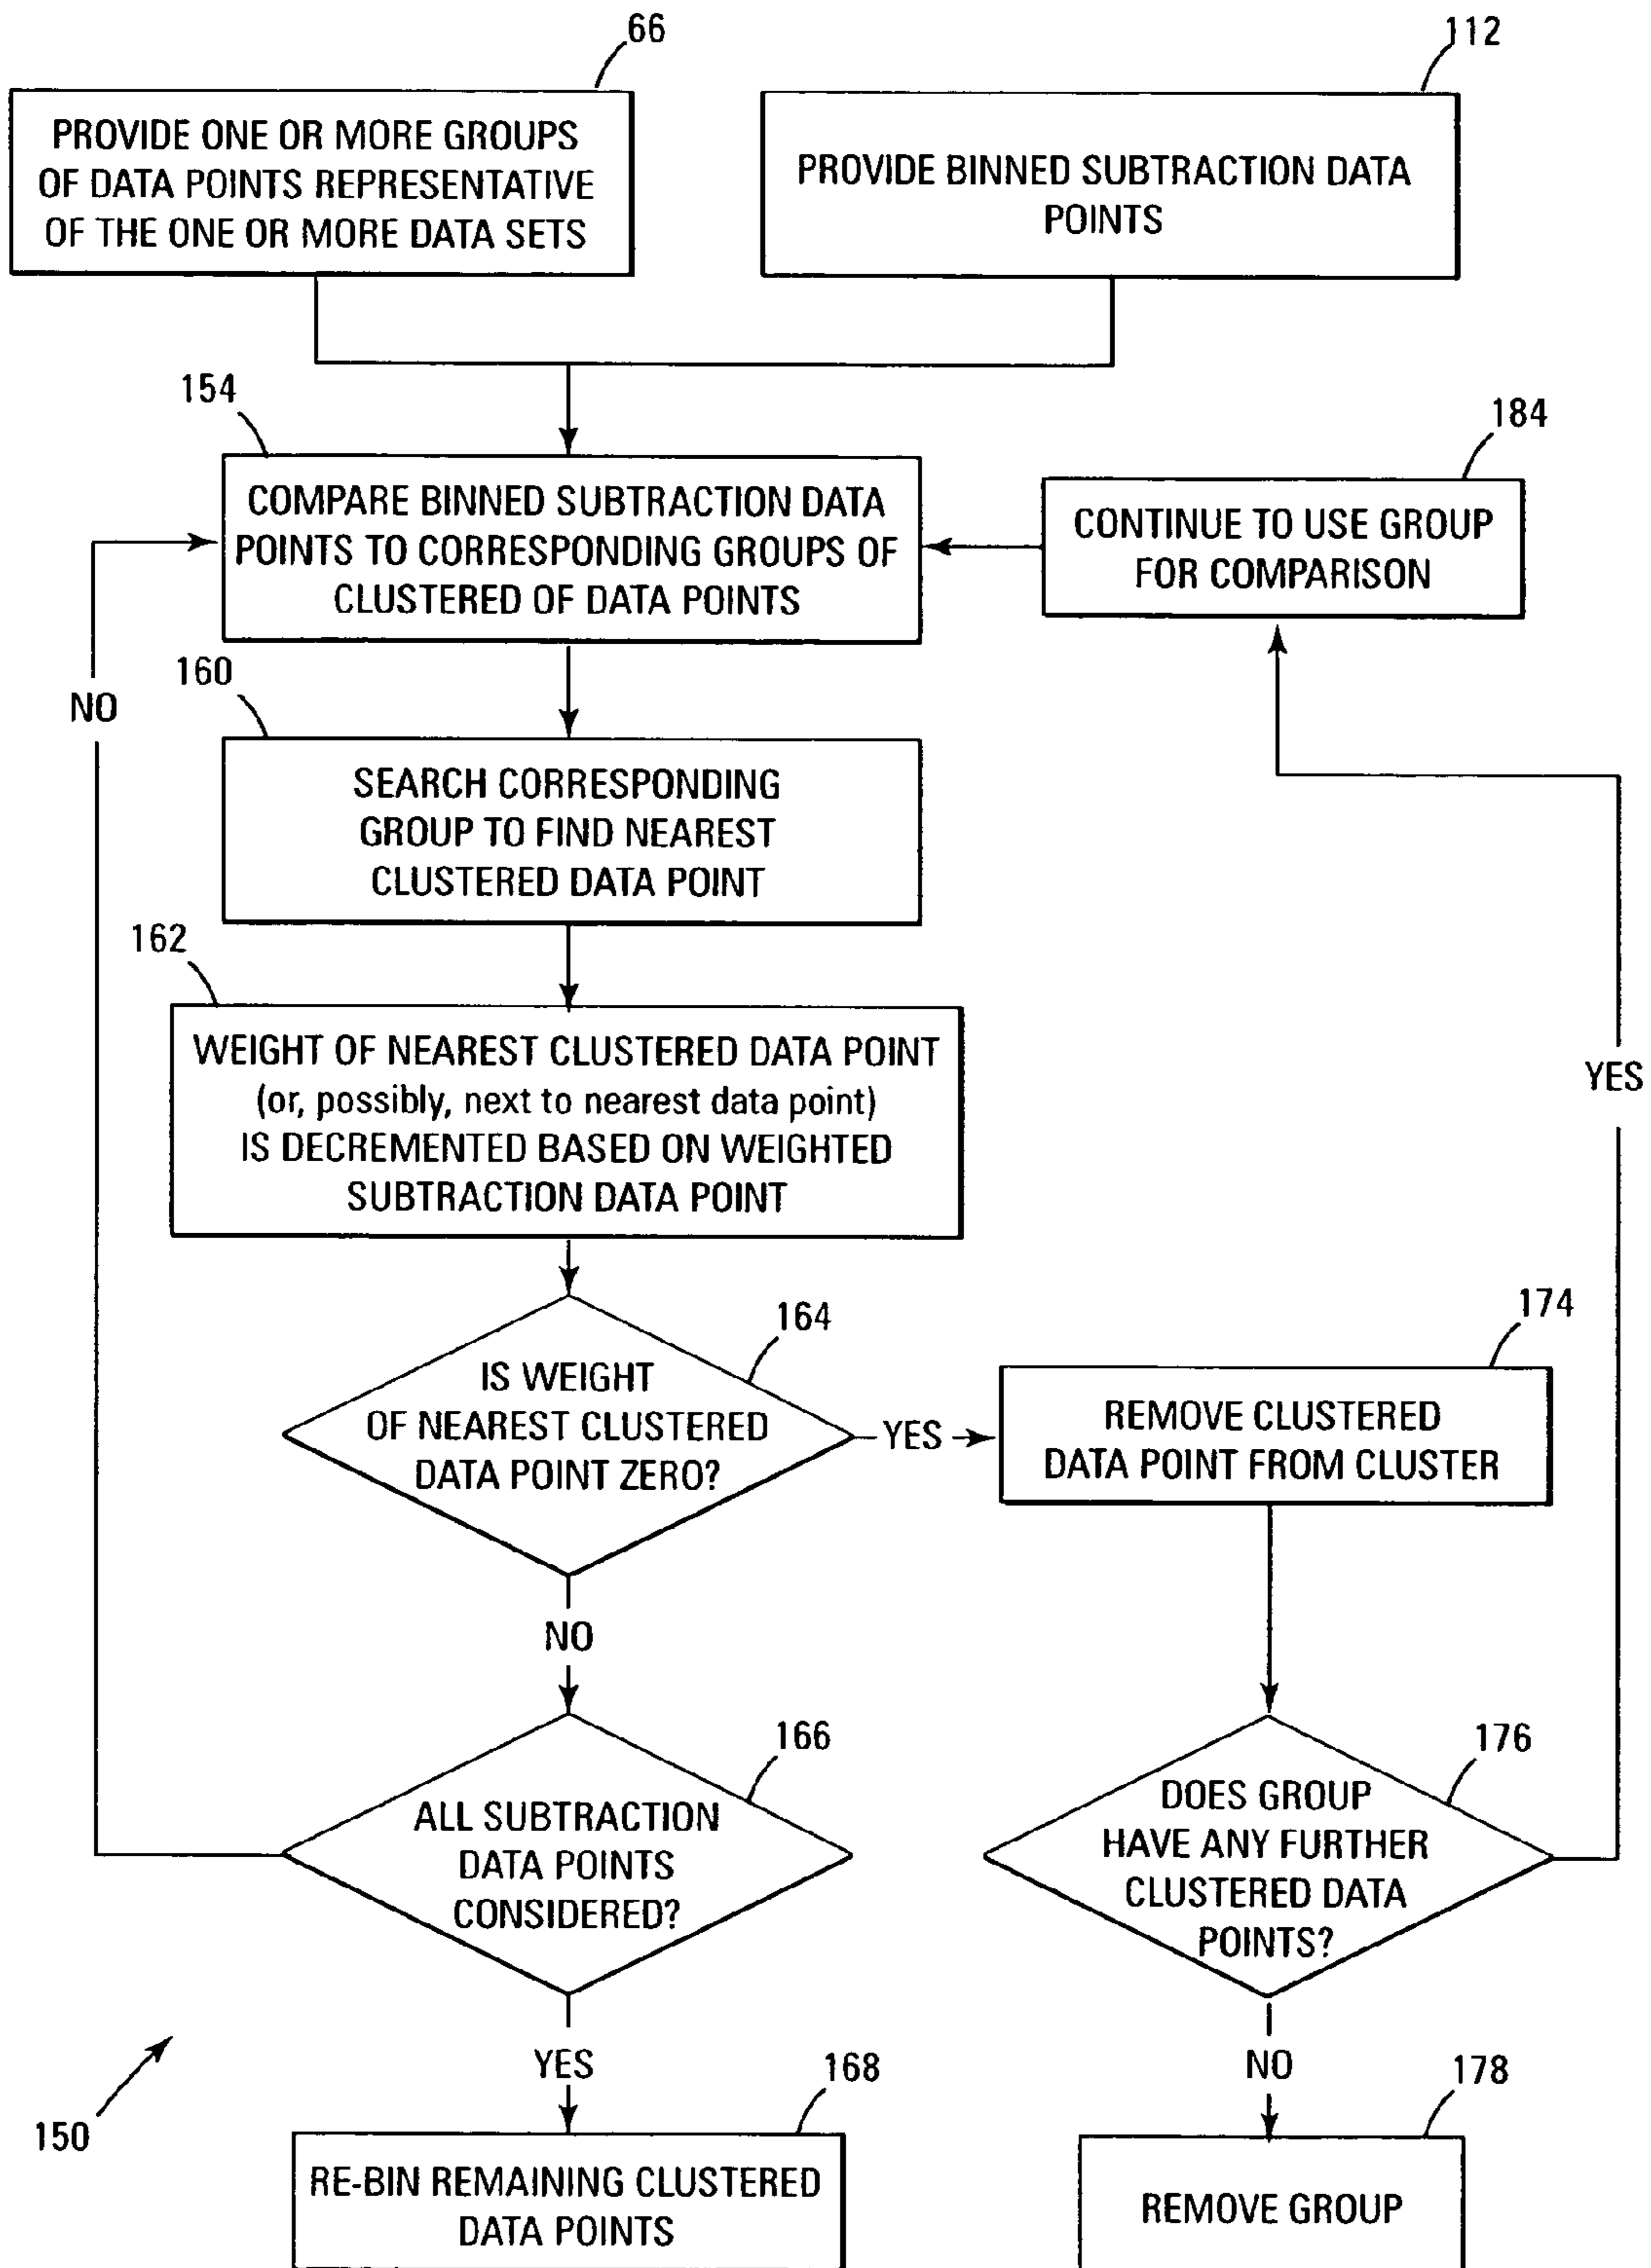 66
112
PROVIDE ONE OR MORE GROUPS
OF DATA POINTS REPRESENTATIVE
OF THE ONE OR MORE DATA SETS
PROVIDE BINNED SUBTRACTION DATA
POINTS
154
184
COMPARE BINNED SUBTRACTION DATA
POINTS TO CORRESPONDING GROUPS OF
CLUSTERED OF DATA POINTS
CONTINUE TO USE GROUP
FOR COMPARISON
160
NO
SEARCH CORRESPONDING
GROUP TO FIND NEAREST
CLUSTERED DATA POINT
162
WEIGHT OF NEAREST CLUSTERED DATA POINT
(or, possibly, next to nearest data point)
IS DECREMENTED BASED ON WEIGHTED
SUBTRACTION DATA POINT
YES
164
174
IS WEIGHT
OF NEAREST CLUSTERED
DATA POINT ZERO?
YES
REMOVE CLUSTERED
DATA POINT FROM CLUSTER
NO
166
176
ALL SUBTRACTION
DATA POINTS
CONSIDERED?
DOES GROUP
HAVE ANY FURTHER
CLUSTERED DATA
POINTS?
YES
168
NO
178
150
RE-BIN REMAINING CLUSTERED
DATA POINTS
REMOVE GROUP